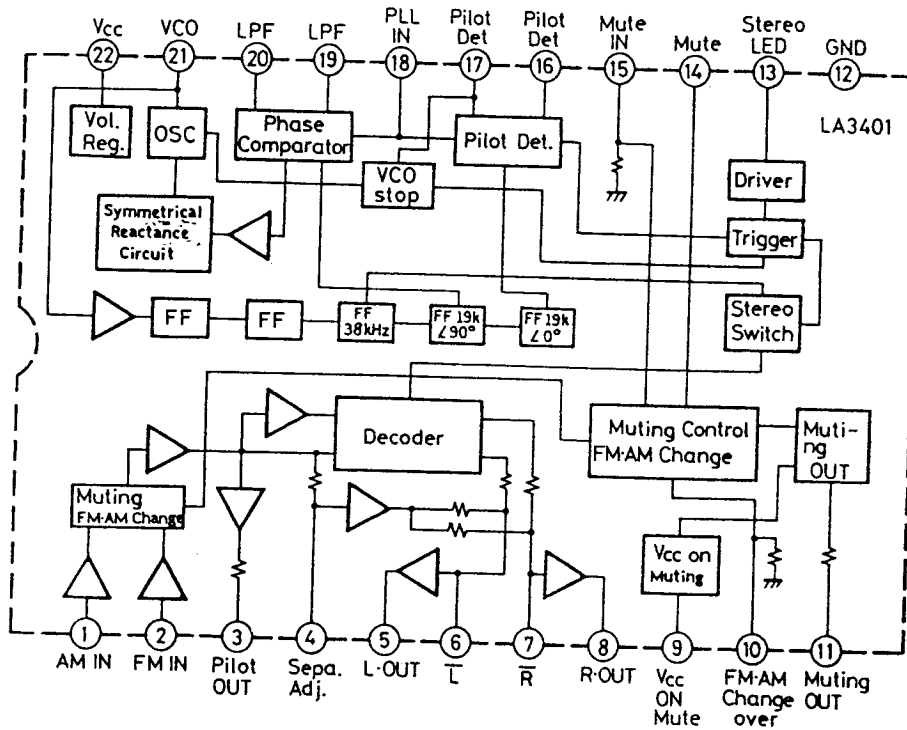 Vcc
VCO
LPF
LPF
PLL
IN
Pilot
Det
Pilot
Det
Mute
IN
Mute
Stereo
LED
GND
22
21
20
19
18
17
16
15
14
13
12
LA3401
Vol.
Reg.
OSC
Phase
Comparator
Pilot Det.
VCO
stop
Driver
Symmetrical
Reactance
Circuit
Trigger
FF
FF
FF
38kHz
FF 19k
∠90°
FF 19k
∠0°
Stereo
Switch
Decoder
Muting Control
FM·AM Change
Muti-
ng
OUT
Muting
FM·AM Change
Vcc on
Muting
1
2
3
4
5
6
7
8
9
10
11
AM IN
FM IN
Pilot
OUT
Sepa.
Adj.
L·OUT
L̅
R̅
R·OUT
Vcc
ON
Mute
FM·AM
Change
over
Muting
OUT